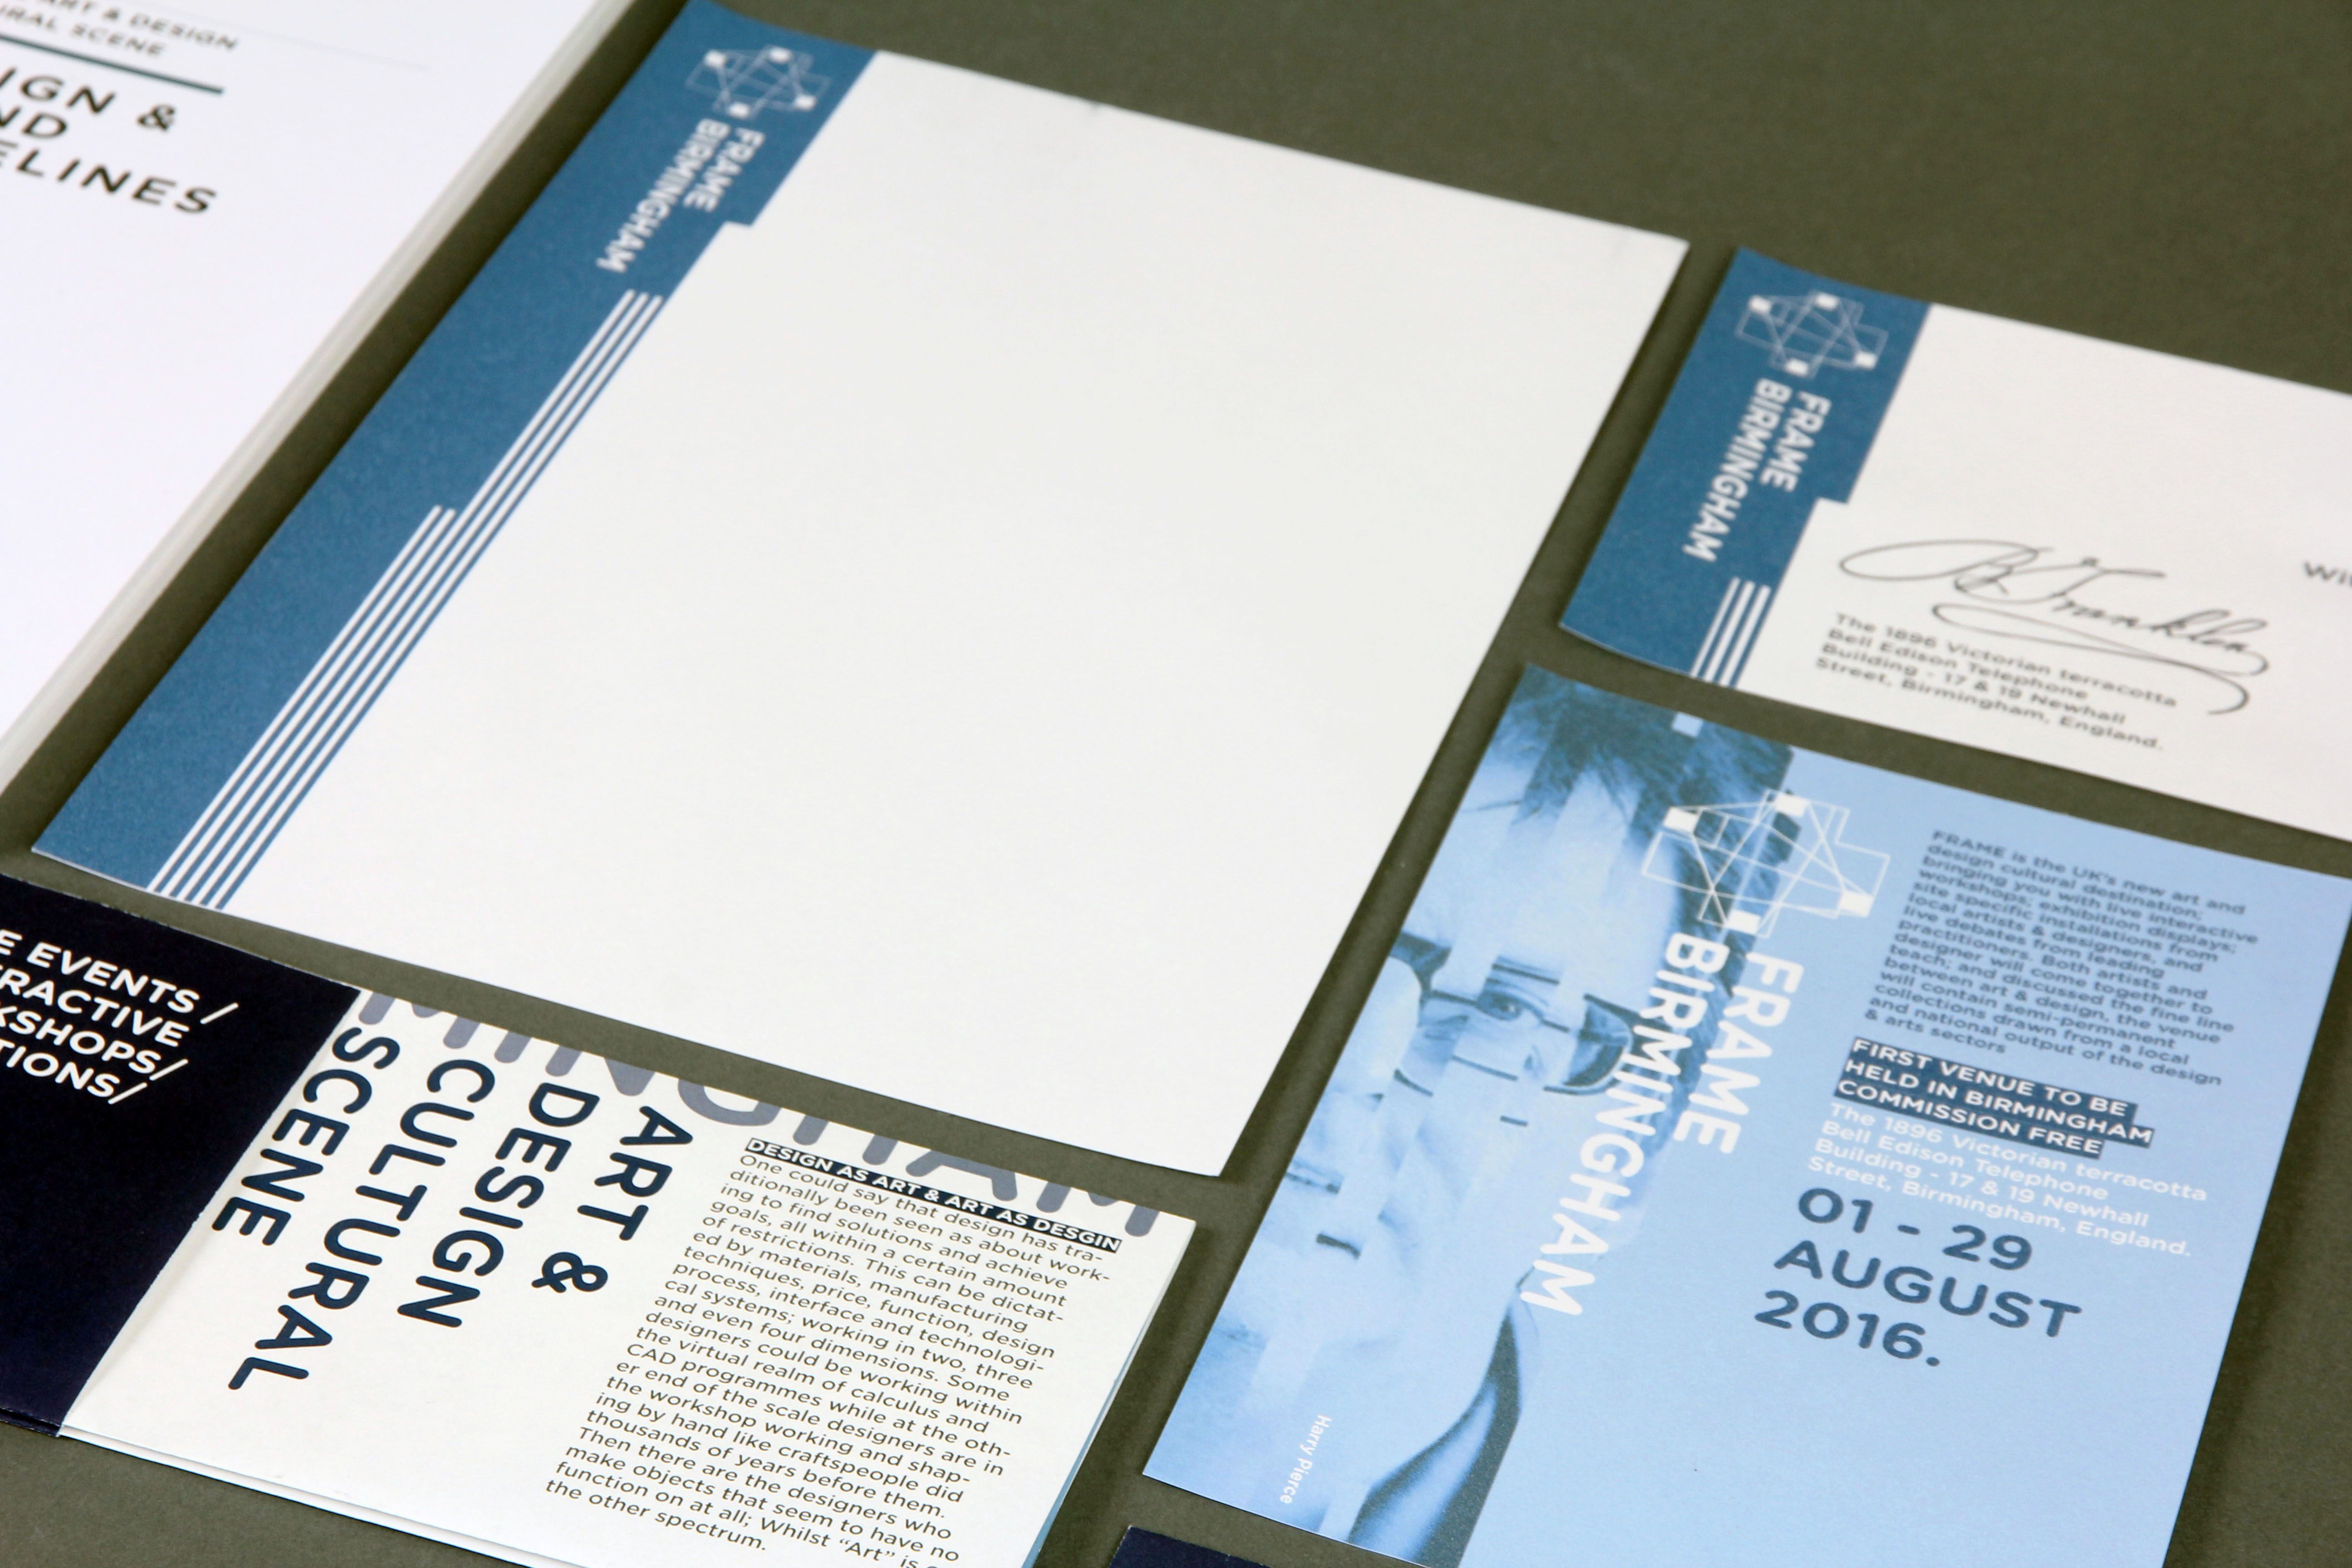 ART & DESIGN
SCENE
&
FRAME
BIRMINGHAM
FRAME
BIRMINGHAM
The 1896 Victorian terracotta
Bell Edison Telephone
Building - 17 & 19 Newhall
Street, Birmingham, England.
FRAME
BIRMINGHAM
Harry Pierce
FRAME is the UK's new art and
design cultural destination;
bringing you with live interactive
workshops; exhibition displays;
site specific installations from
local artists & designers, and
live debates from leading
practitioners. Both artists and
designer will come together to
teach; and discussed the fine line
between art & design, the venue
will contain semi-permanent
collections drawn from a local
and national output of the design
& arts sectors
FIRST VENUE TO BE
HELD IN BIRMINGHAM
COMMISSION FREE
The 1896 Victorian terracotta
Bell Edison Telephone
Building - 17 & 19 Newhall
Street, Birmingham, England.
01 - 29
AUGUST
2016.
EVENTS /
ART &
DESIGN
CULTURAL
SCENE
DESIGN AS ART & ART AS DESGIN
One could say that design has tra-
ditionally been seen as about work-
ing to find solutions and achieve
goals, all within a certain amount
of restrictions. This can be dictat-
ed by materials, manufacturing
techniques, price, function, design
process, interface and technologi-
cal systems; working in two, three
and even four dimensions. Some
designers could be working within
the virtual realm of calculus and
CAD programmes while at the oth-
er end of the scale designers are in
the workshop working and shap-
ing by hand like craftspeople did
thousands of years before them.
Then there are the designers who
make objects that seem to have no
function on at all; Whilst "Art" is
the other spectrum.